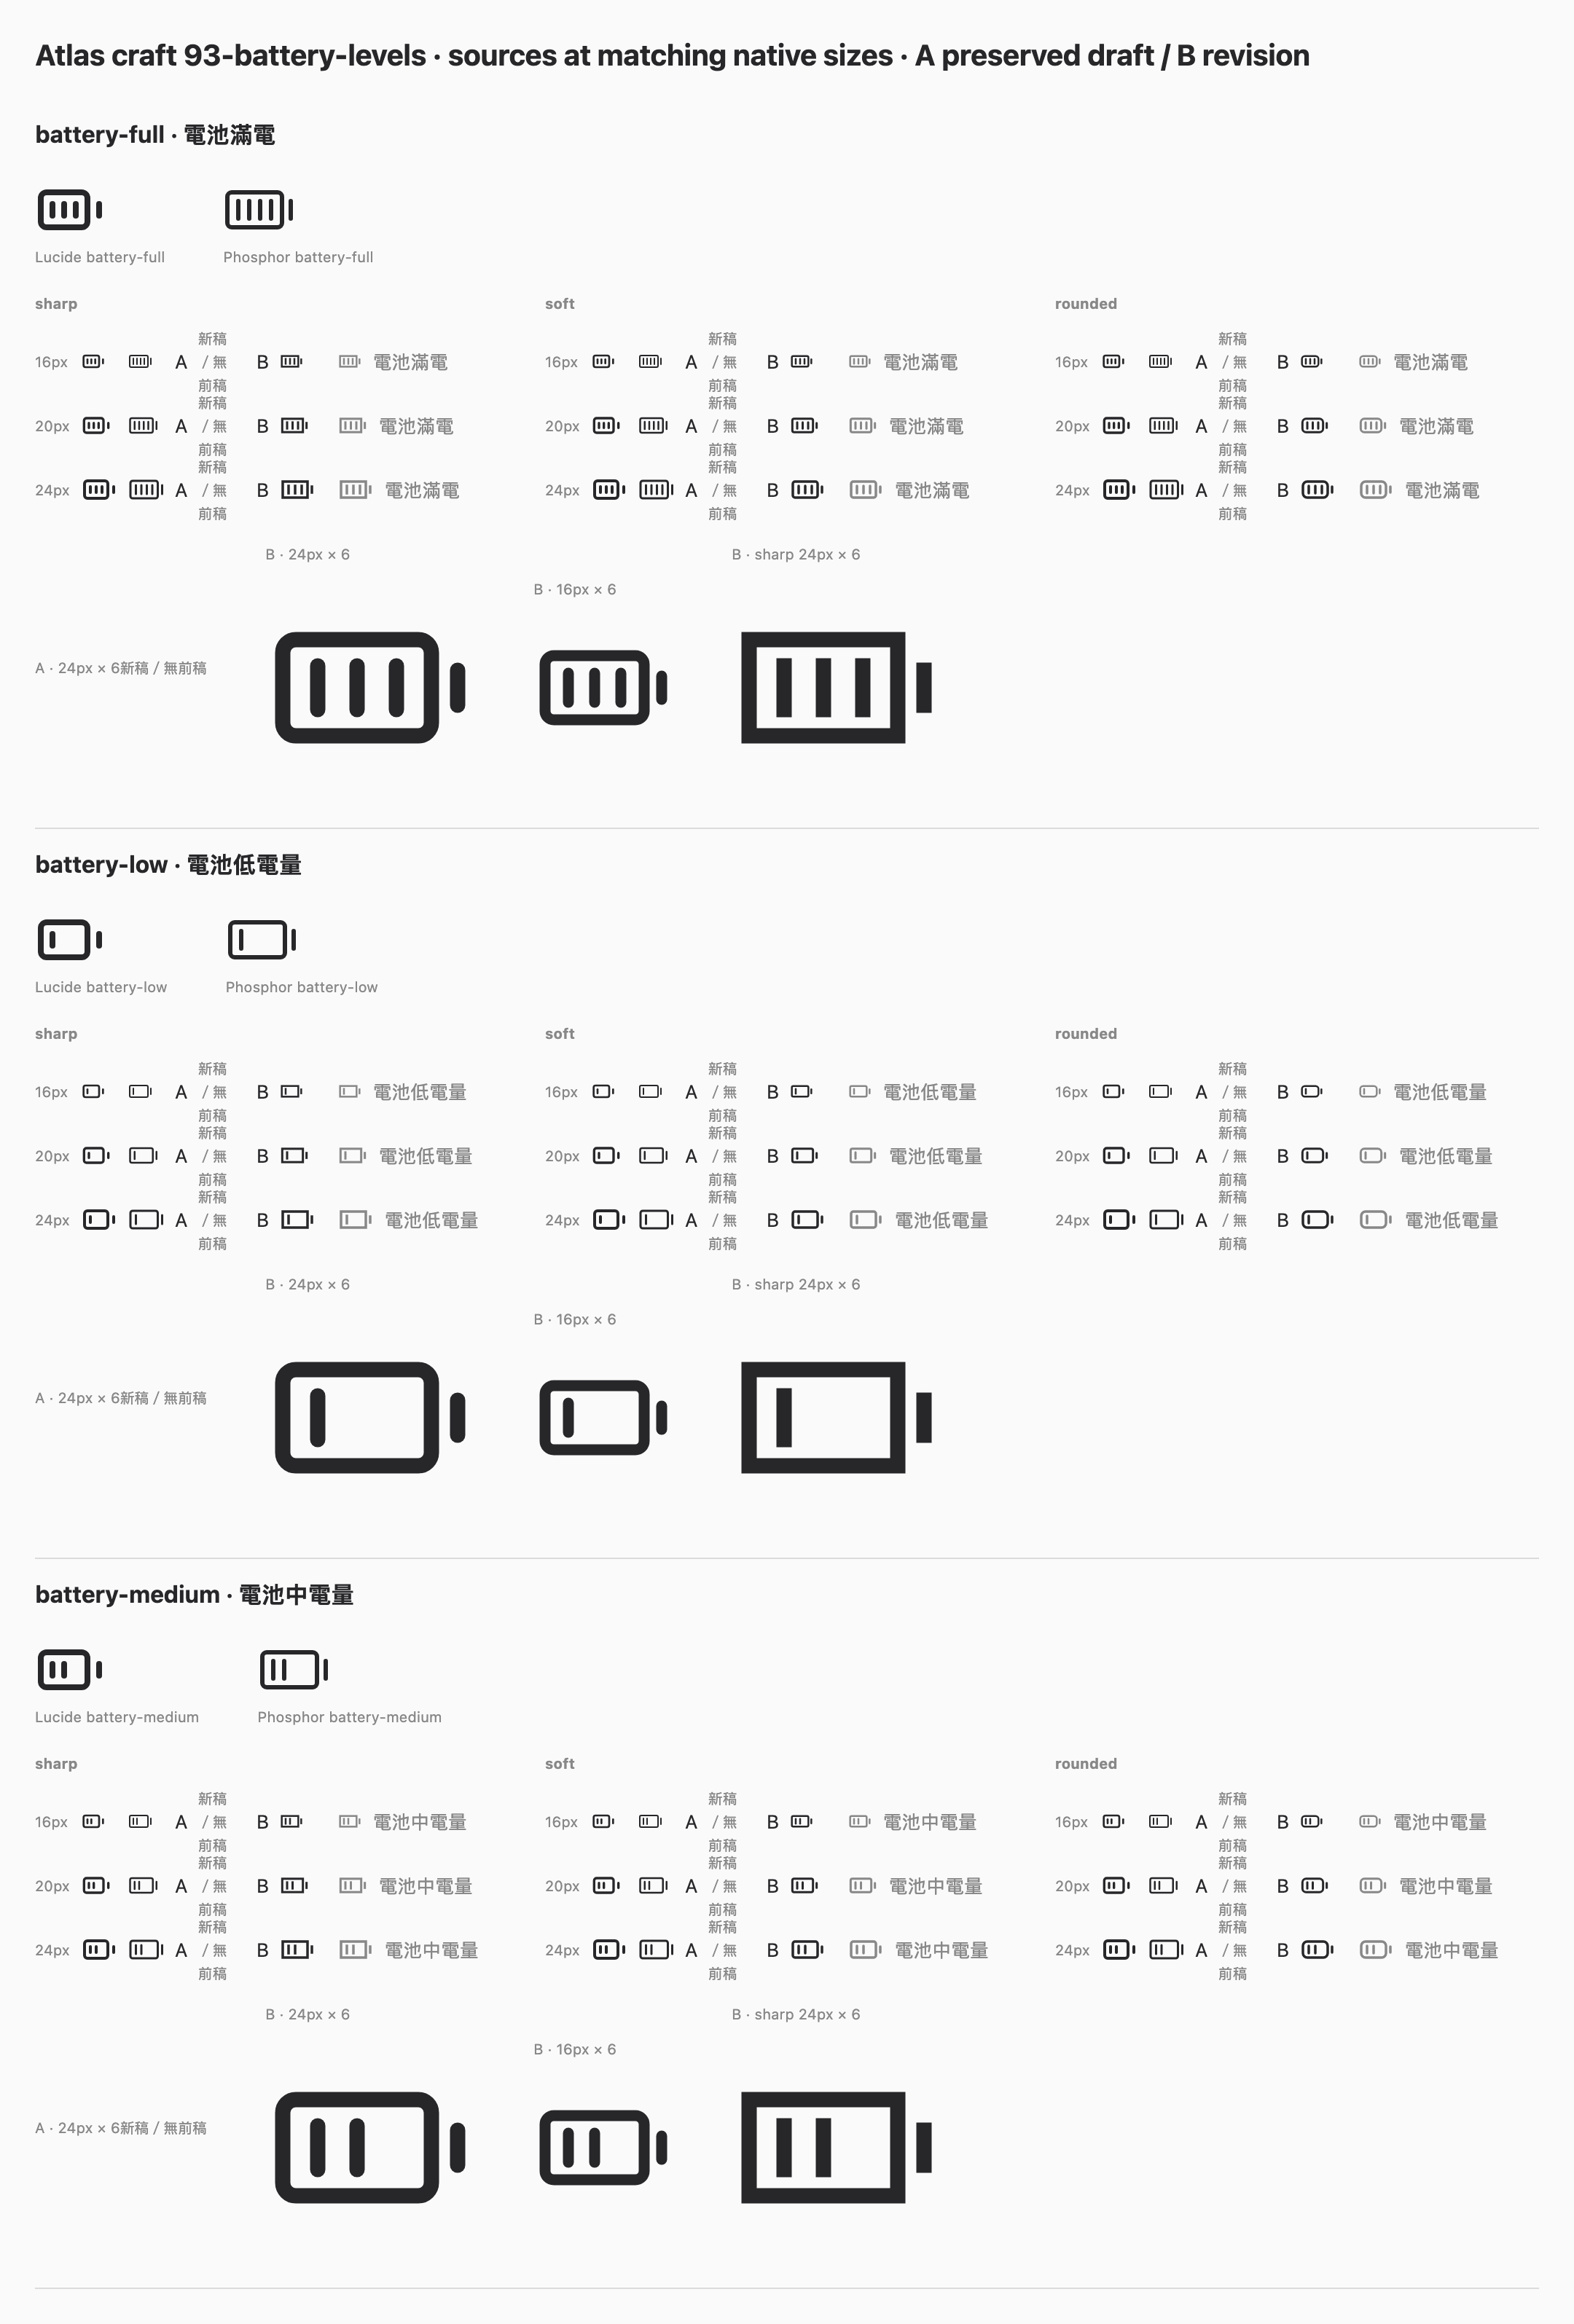 Atlas craft 93-battery-levels · sources at matching native sizes · A preserved draft / B revision
battery-full · 電池滿電
Lucide battery-full
Phosphor battery-full
sharp
16px A 新稿 / 無前稿 B 電池滿電
20px A 新稿 / 無前稿 B 電池滿電
24px A 新稿 / 無前稿 B 電池滿電
soft
16px A 新稿 / 無前稿 B 電池滿電
20px A 新稿 / 無前稿 B 電池滿電
24px A 新稿 / 無前稿 B 電池滿電
rounded
16px A 新稿 / 無前稿 B 電池滿電
20px A 新稿 / 無前稿 B 電池滿電
24px A 新稿 / 無前稿 B 電池滿電
A · 24px × 6新稿 / 無前稿
B · 24px × 6
B · 16px × 6
B · sharp 24px × 6
battery-low · 電池低電量
Lucide battery-low
Phosphor battery-low
sharp
16px A 新稿 / 無前稿 B 電池低電量
20px A 新稿 / 無前稿 B 電池低電量
24px A 新稿 / 無前稿 B 電池低電量
soft
16px A 新稿 / 無前稿 B 電池低電量
20px A 新稿 / 無前稿 B 電池低電量
24px A 新稿 / 無前稿 B 電池低電量
rounded
16px A 新稿 / 無前稿 B 電池低電量
20px A 新稿 / 無前稿 B 電池低電量
24px A 新稿 / 無前稿 B 電池低電量
A · 24px × 6新稿 / 無前稿
B · 24px × 6
B · 16px × 6
B · sharp 24px × 6
battery-medium · 電池中電量
Lucide battery-medium
Phosphor battery-medium
sharp
16px A 新稿 / 無前稿 B 電池中電量
20px A 新稿 / 無前稿 B 電池中電量
24px A 新稿 / 無前稿 B 電池中電量
soft
16px A 新稿 / 無前稿 B 電池中電量
20px A 新稿 / 無前稿 B 電池中電量
24px A 新稿 / 無前稿 B 電池中電量
rounded
16px A 新稿 / 無前稿 B 電池中電量
20px A 新稿 / 無前稿 B 電池中電量
24px A 新稿 / 無前稿 B 電池中電量
A · 24px × 6新稿 / 無前稿
B · 24px × 6
B · 16px × 6
B · sharp 24px × 6